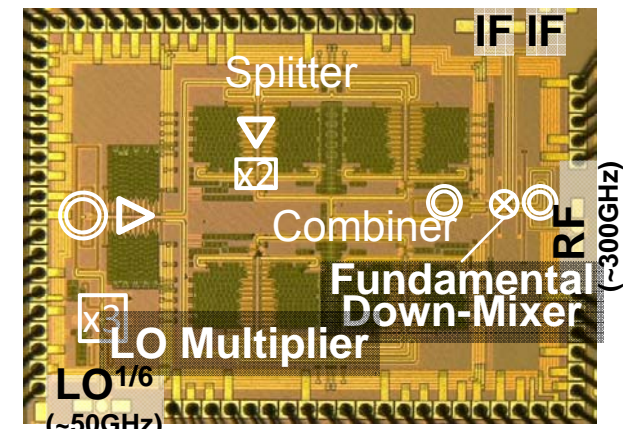 IF IF
Splitter
x2
Combiner
RF
(~300GHz)
Fundamental
Down-Mixer
x3
LO Multiplier
LO1/6
(~50GHz)